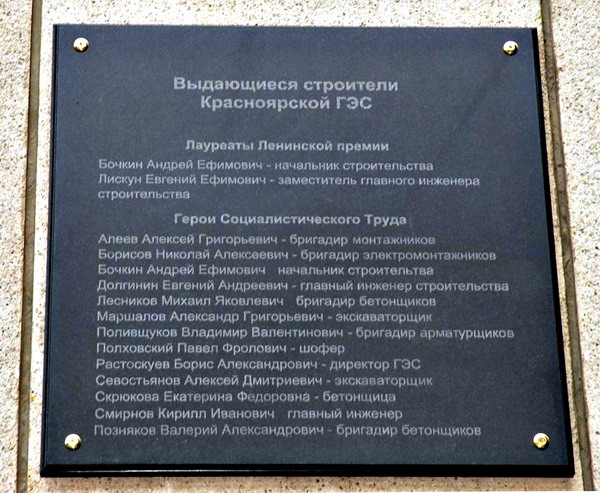 Выдающиеся строители
Красноярской ГЭС
Лауреаты Ленинской премии
Бочкин Андрей Ефимович - начальник строительства
Лискун Евгений Ефимович - заместитель главного инженера
строительства
Герои Социалистического Труда
Алеев Алексей Григорьевич - бригадир монтажников
Борисов Николай Алексаевич - бригадир электромонтажников
Бочкин Андрей Ефимович начальник строительтва
Долгинин Евгений Андреевич - главный инженер строительства
Лесников Михаил Яковлевич бригадир бетонщиков
Маршалов Александр Григорьевич - экскаваторщик
Поливщуков Владимир Валентинович - бригадир арматурщиков
Полховский Павел Фролович - шофер
Растоскуев Борис Александрович - директор ГЭС
Севостьянов Алексей Дмитриевич - экскаваторщик
Скрюкова Екатерина Федоровна - бетонщица
Смирнов Кирилл Иванович главный инженер
Позняков Валерий Александрович - бригадир бетонщиков